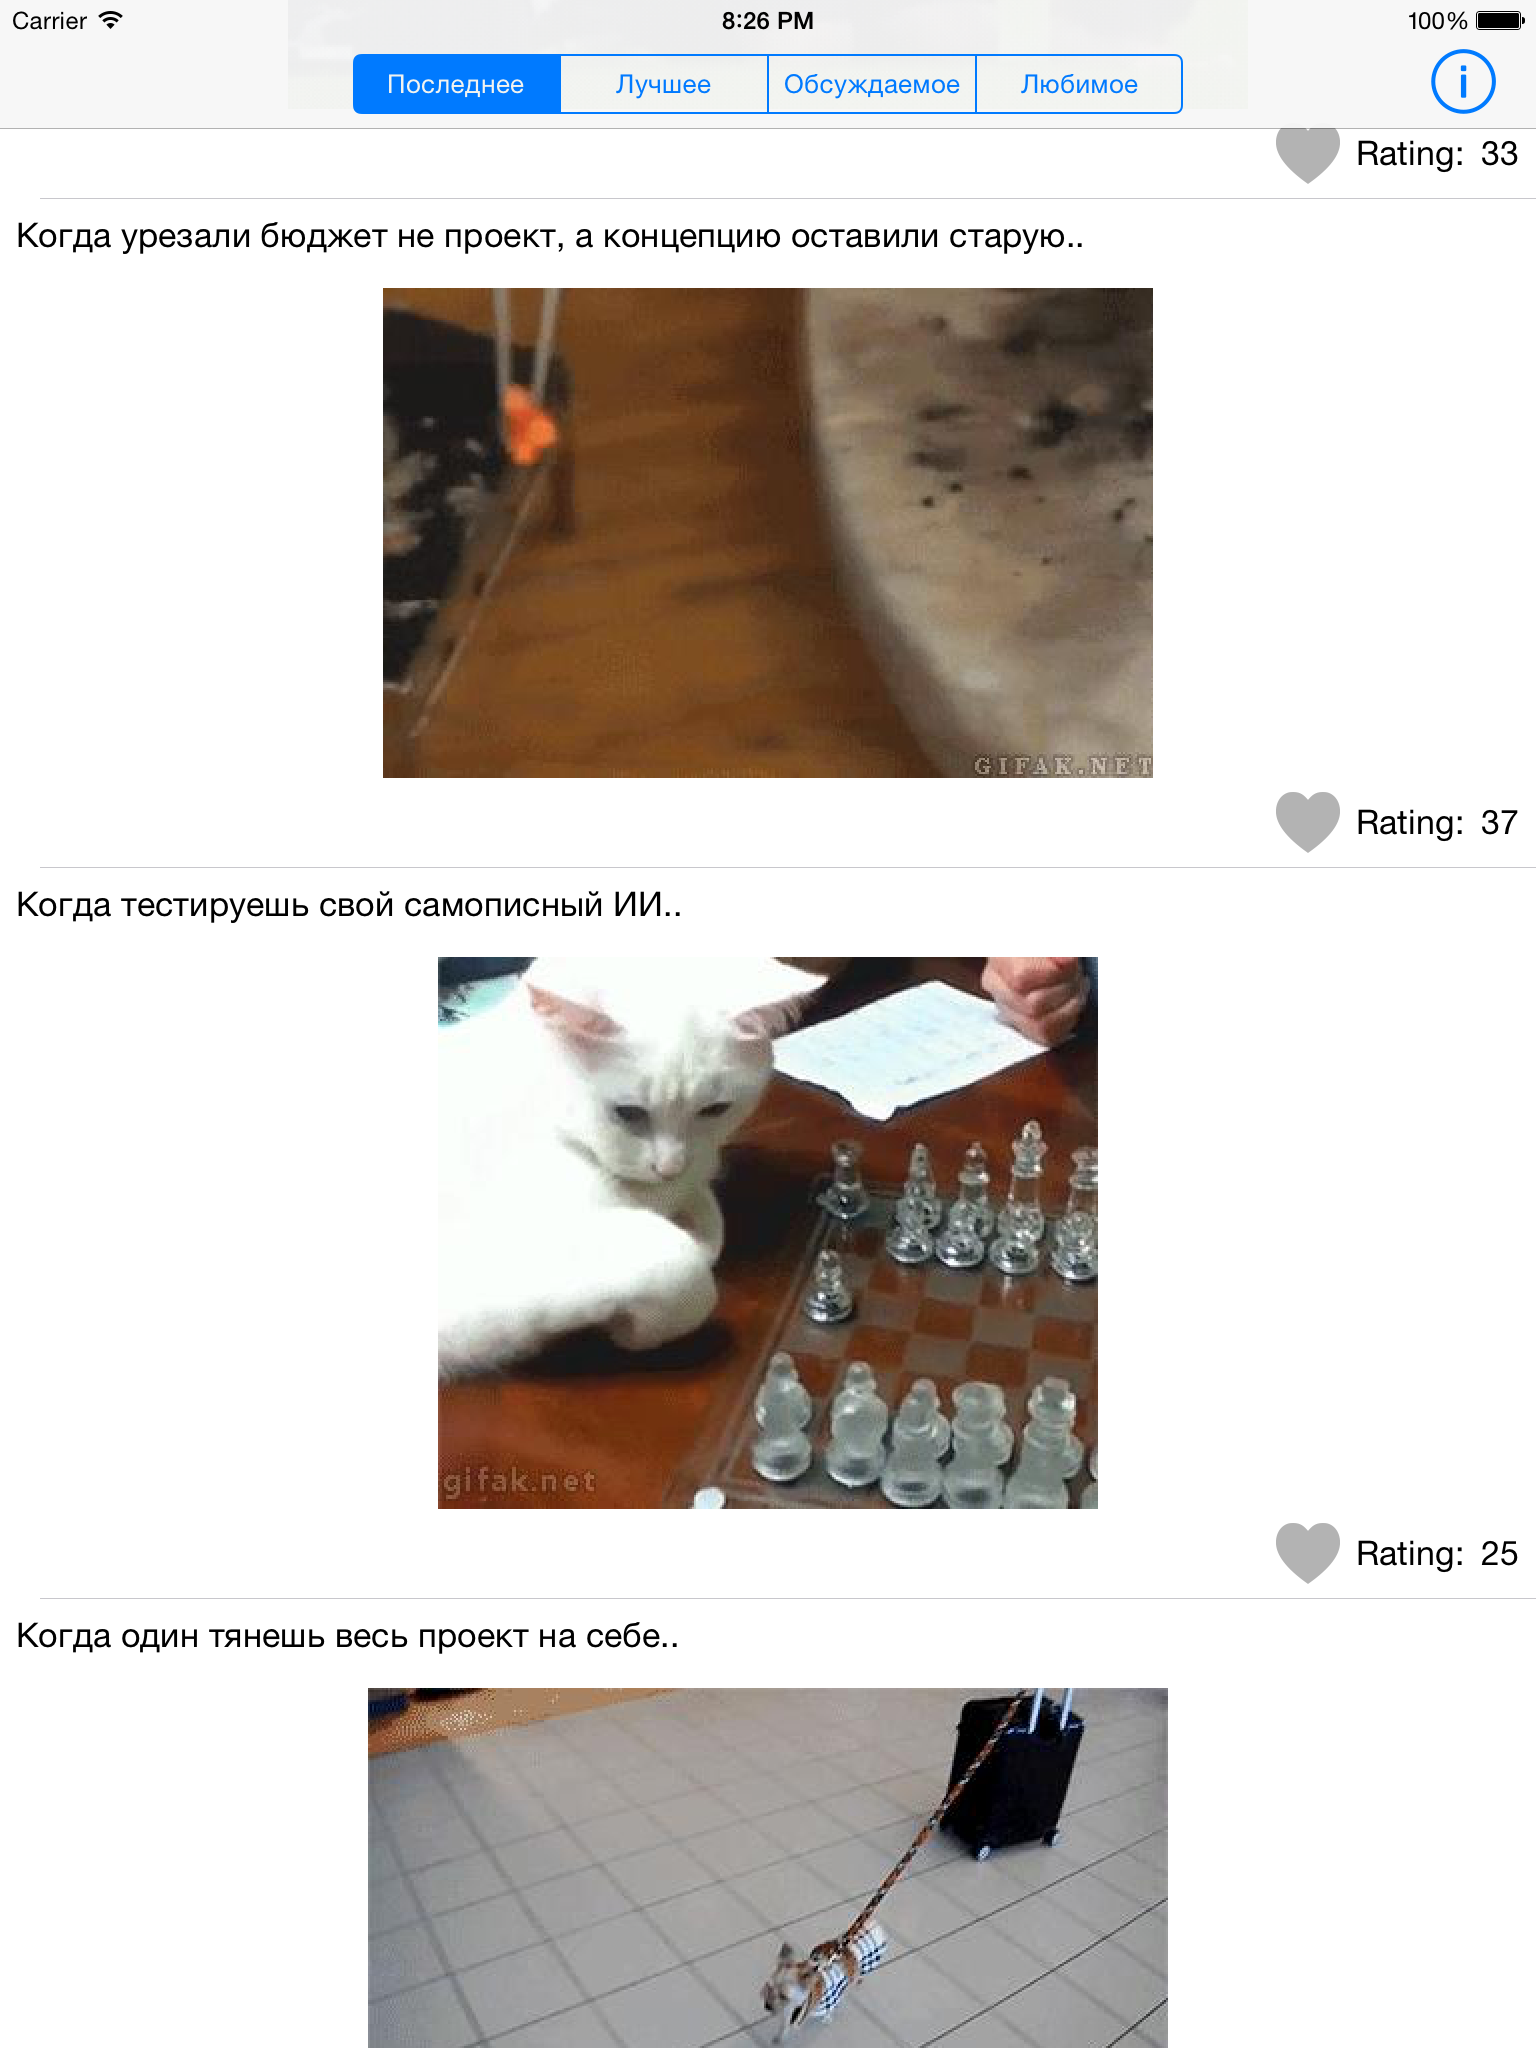 Carrier 8:26 PM 100%
Последнее Лучшее Обсуждаемое Любимое
Rating: 33
Когда урезали бюджет не проект, а концепцию оставили старую..
GIFAK.NET
Rating: 37
Когда тестируешь свой самописный ИИ..
gifak.net
Rating: 25
Когда один тянешь весь проект на себе..